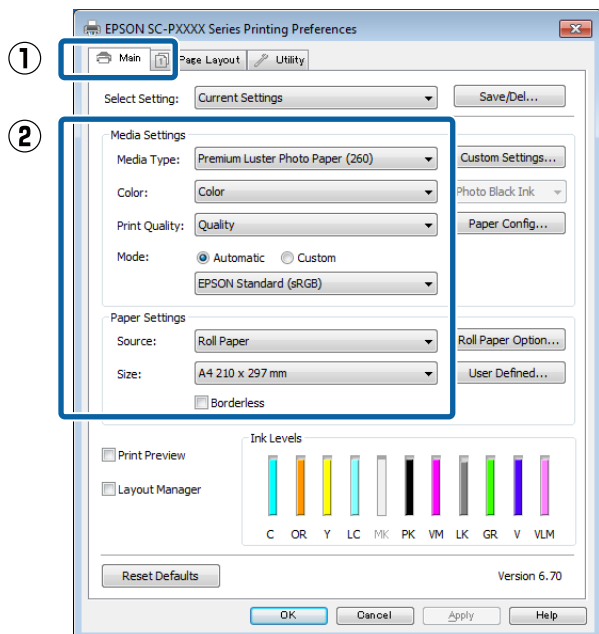 EPSON SC-PXXXX Series Printing Preferences
1
Main Page Layout Utility
Select Setting: Current Settings Save/Del...
2
Media Settings
Media Type: Premium Luster Photo Paper (260) Custom Settings...
Color: Color Photo Black Ink
Print Quality: Quality Paper Config...
Mode: Automatic Custom
EPSON Standard (sRGB)
Paper Settings
Source: Roll Paper Roll Paper Option...
Size: A4 210 x 297 mm User Defined...
Borderless
Print Preview
Ink Levels
Layout Manager
C OR Y LC MK PK VM LK GR V VLM
Reset Defaults Version 6.70
OK Cancel Apply Help